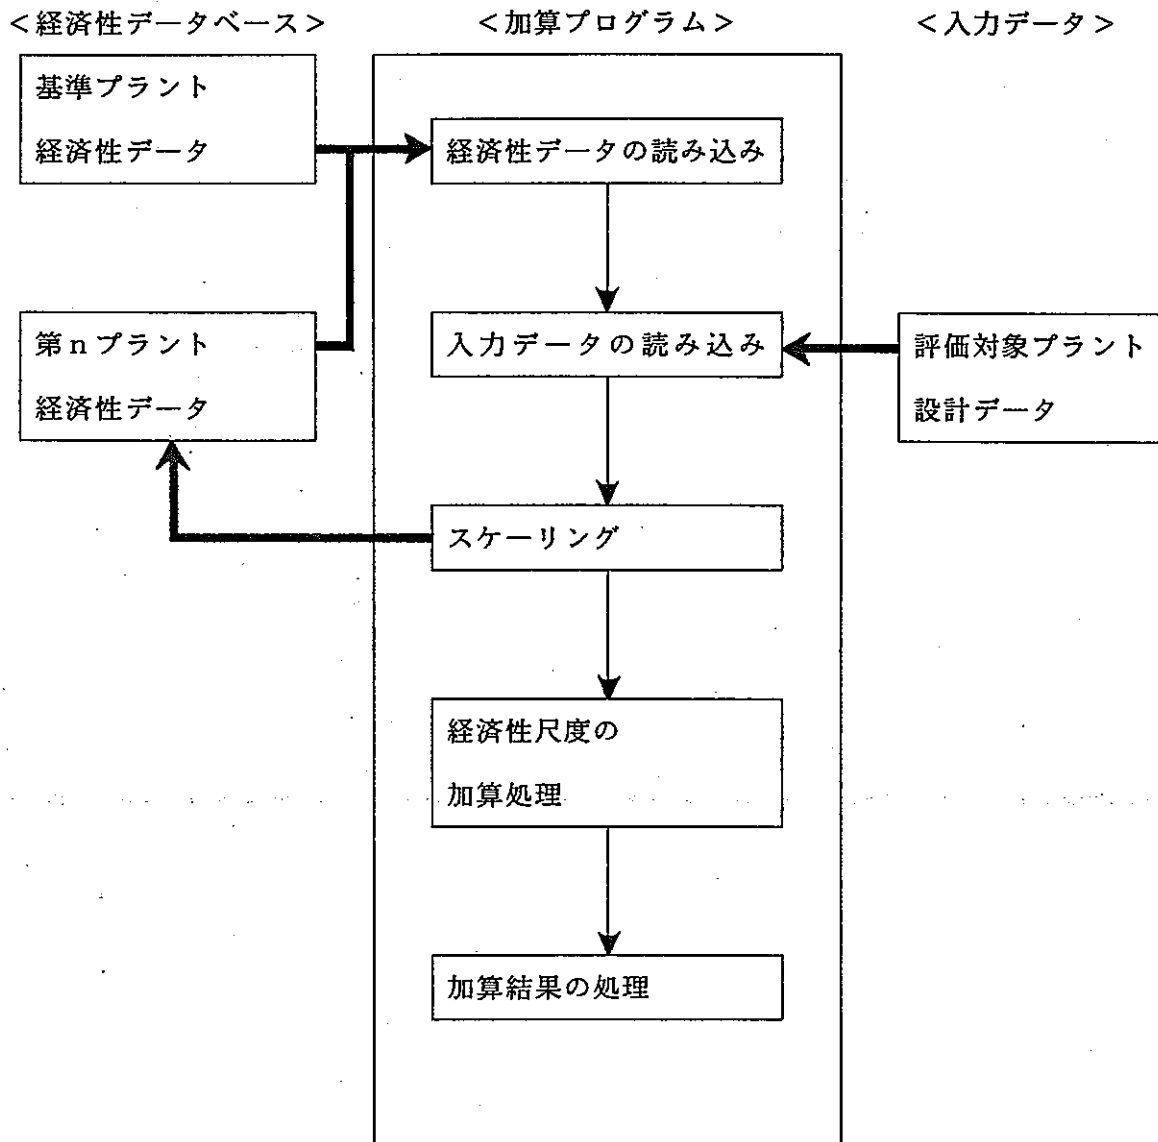 ＜経済性データベース＞
＜加算プログラム＞
＜入力データ＞
基準プラント
経済性データ
経済性データの読み込み
第nプラント
経済性データ
入力データの読み込み
評価対象プラント
設計データ
スケーリング
経済性尺度の
加算処理
加算結果の処理